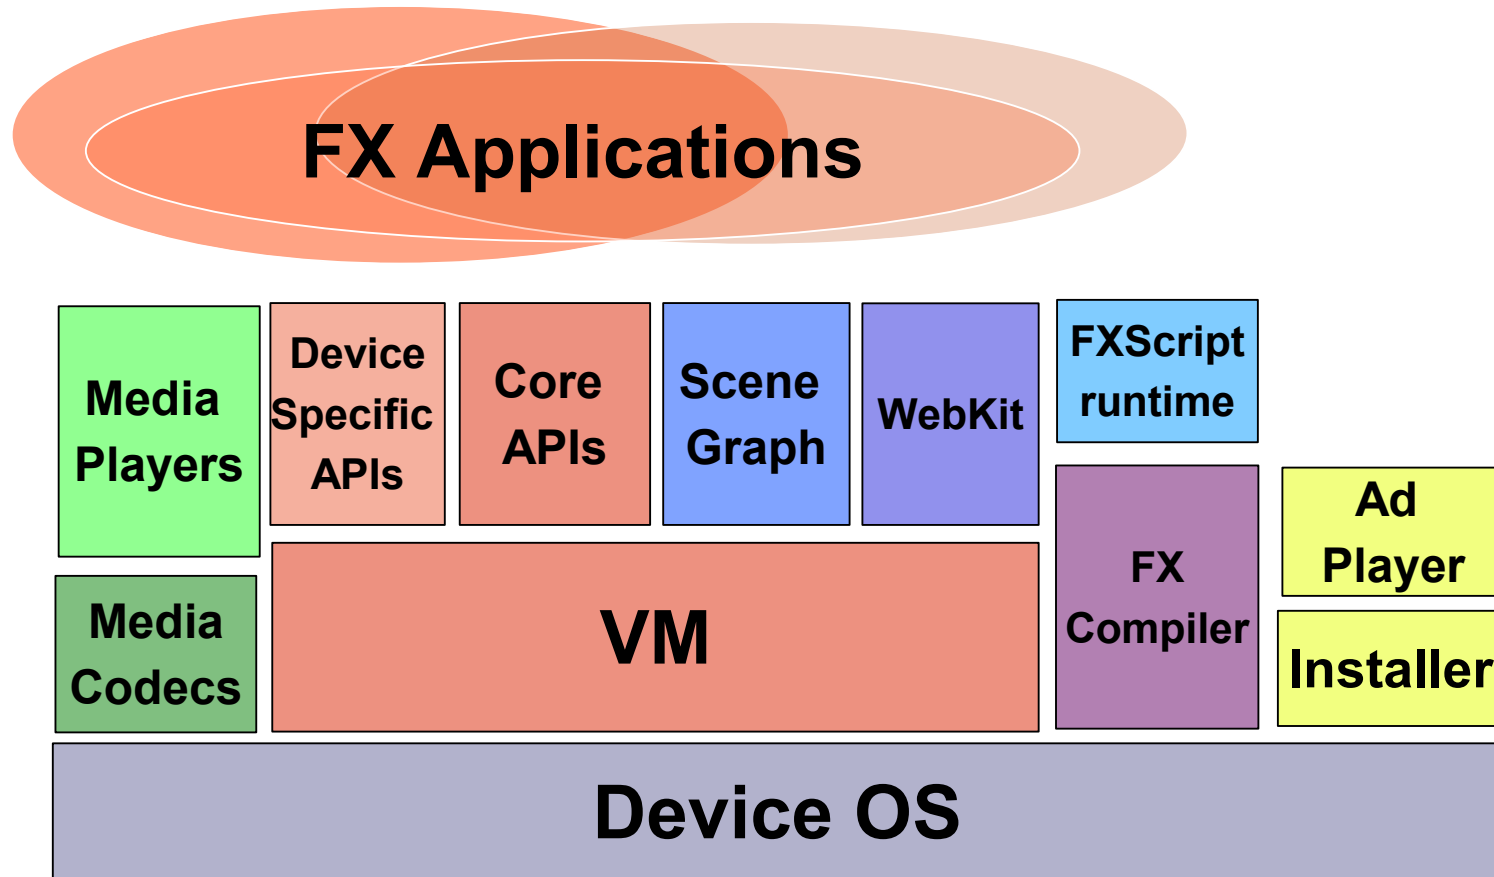 FX Applications
Media
Players
Device
Specific
APIs
Core
APIs
Scene
Graph
WebKit
FXScript
runtime
Media
Codecs
VM
FX
Compiler
Ad
Player
Installer
Device OS